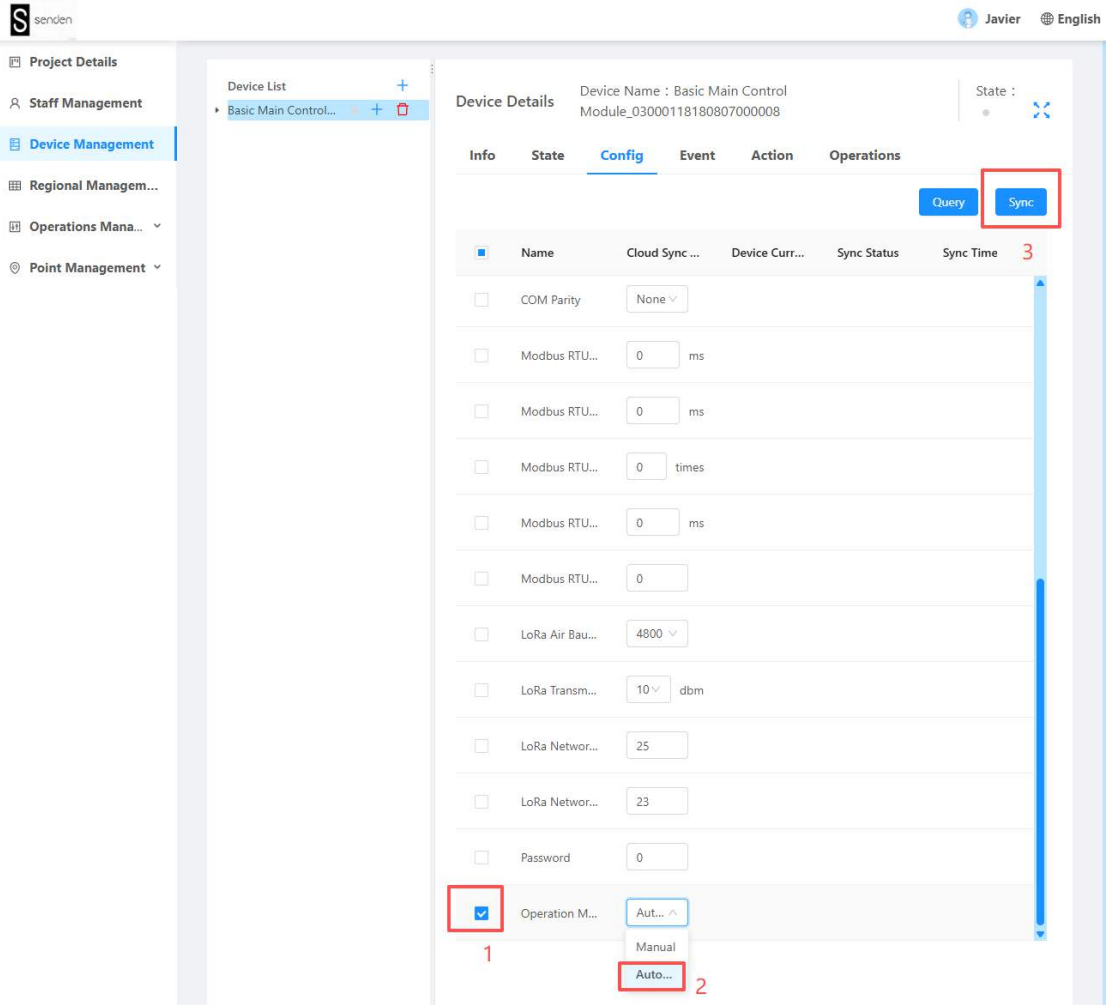 S senden
Javier English
Project Details
Staff Management
Device Management
Regional Managem...
Operations Mana...
Point Management
Device List
Basic Main Control...
Device Details
Device Name : Basic Main Control
Module_03000118180807000008
State :
Info State Config Event Action Operations
Query Sync
Name Cloud Sync ... Device Curr... Sync Status Sync Time 3
COM Parity None
Modbus RTU... 0 ms
Modbus RTU... 0 ms
Modbus RTU... 0 times
Modbus RTU... 0 ms
Modbus RTU... 0
LoRa Air Bau... 4800
LoRa Transm... 10 dbm
LoRa Networ... 25
LoRa Networ... 23
Password 0
Operation M... Aut...
1
Manual
Auto... 2